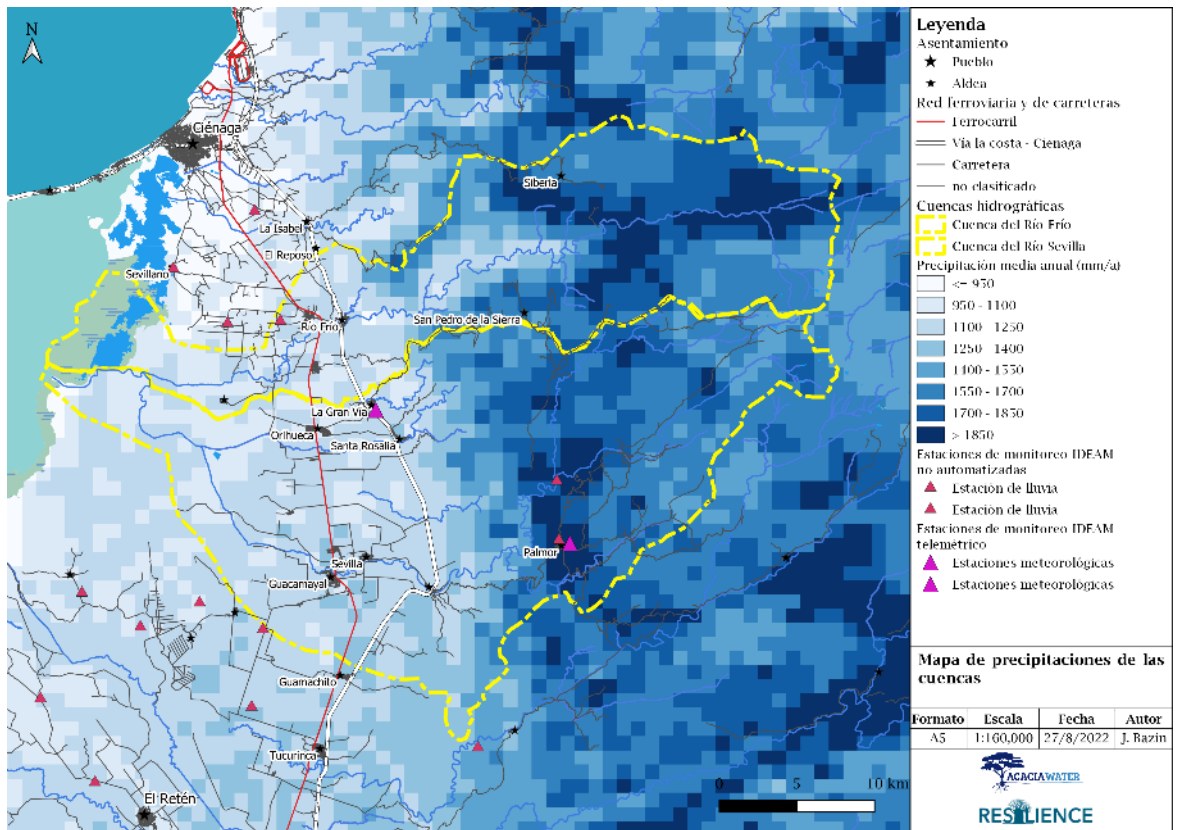 N
Ciénaga
Siberia
La Isabel
El Reposo
Sevillano
Río Frío
San Pedro de la Sierra
La Gran Vía
Orihueca
Santa Rosalia
Sevilla
Palmor
Guacamayal
Guamachito
Tucurinca
El Retén
0 5 10 km
Leyenda
Asentamiento
Pueblo
Aldea
Red ferroviaria y de carreteras
Ferrocarril
Vía la costa - Cienaga
Carretera
no clasificado
Cuencas hidrográficas
Cuenca del Río Frío
Cuenca del Río Sevilla
Precipitación media anual (mm/a)
<= 950
950 - 1100
1100 - 1250
1250 - 1400
1400 - 1550
1550 - 1700
1700 - 1850
> 1850
Estaciones de monitoreo IDEAM
no automatizadas
Estación de lluvia
Estación de lluvia
Estaciones de monitoreo IDEAM
telemétrico
Estaciones meteorológicas
Estaciones meteorológicas
Mapa de precipitaciones de las
cuencas
Formato Escala Fecha Autor
A5 1:160,000 27/8/2022 J. Bazin
ACACIAWATER
RESILIENCE